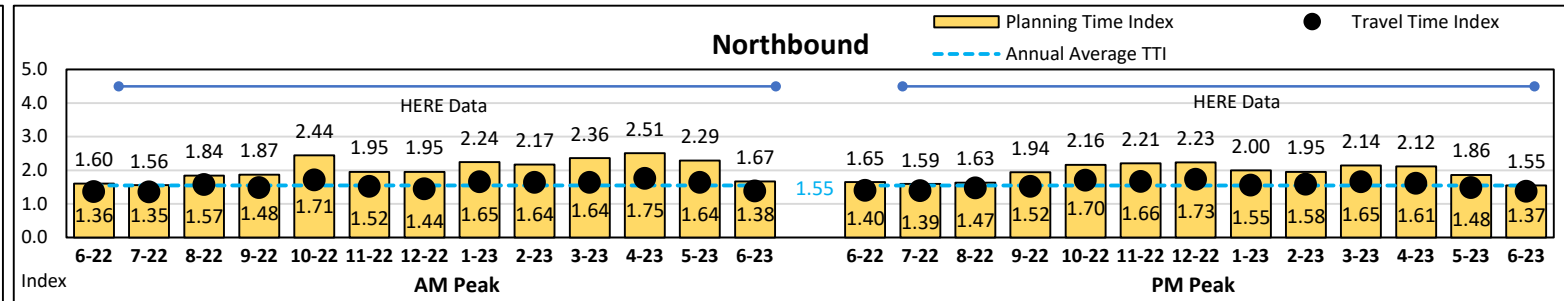 Planning Time Index
Travel Time Index
Northbound
Annual Average TTI
5.0
HERE Data
HERE Data
4.0
3.0
2.0
1.0
0.0
1.60 1.56 1.84 1.87 2.44 1.95 1.95 2.24 2.17 2.36 2.51 2.29 1.67
1.65 1.59 1.63 1.94 2.16 2.21 2.23 2.00 1.95 2.14 2.12 1.86 1.55
1.55
1.36 1.35 1.57 1.48 1.71 1.52 1.44 1.65 1.64 1.64 1.75 1.64 1.38
1.40 1.39 1.47 1.52 1.70 1.66 1.73 1.55 1.58 1.65 1.61 1.48 1.37
6-22 7-22 8-22 9-22 10-22 11-22 12-22 1-23 2-23 3-23 4-23 5-23 6-23
6-22 7-22 8-22 9-22 10-22 11-22 12-22 1-23 2-23 3-23 4-23 5-23 6-23
Index
AM Peak
PM Peak